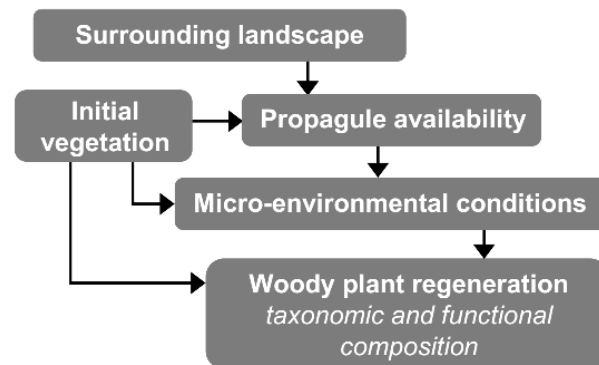 Surrounding landscape
Initial
vegetation
Propagule availability
Micro-environmental conditions
Woody plant regeneration
taxonomic and functional
composition